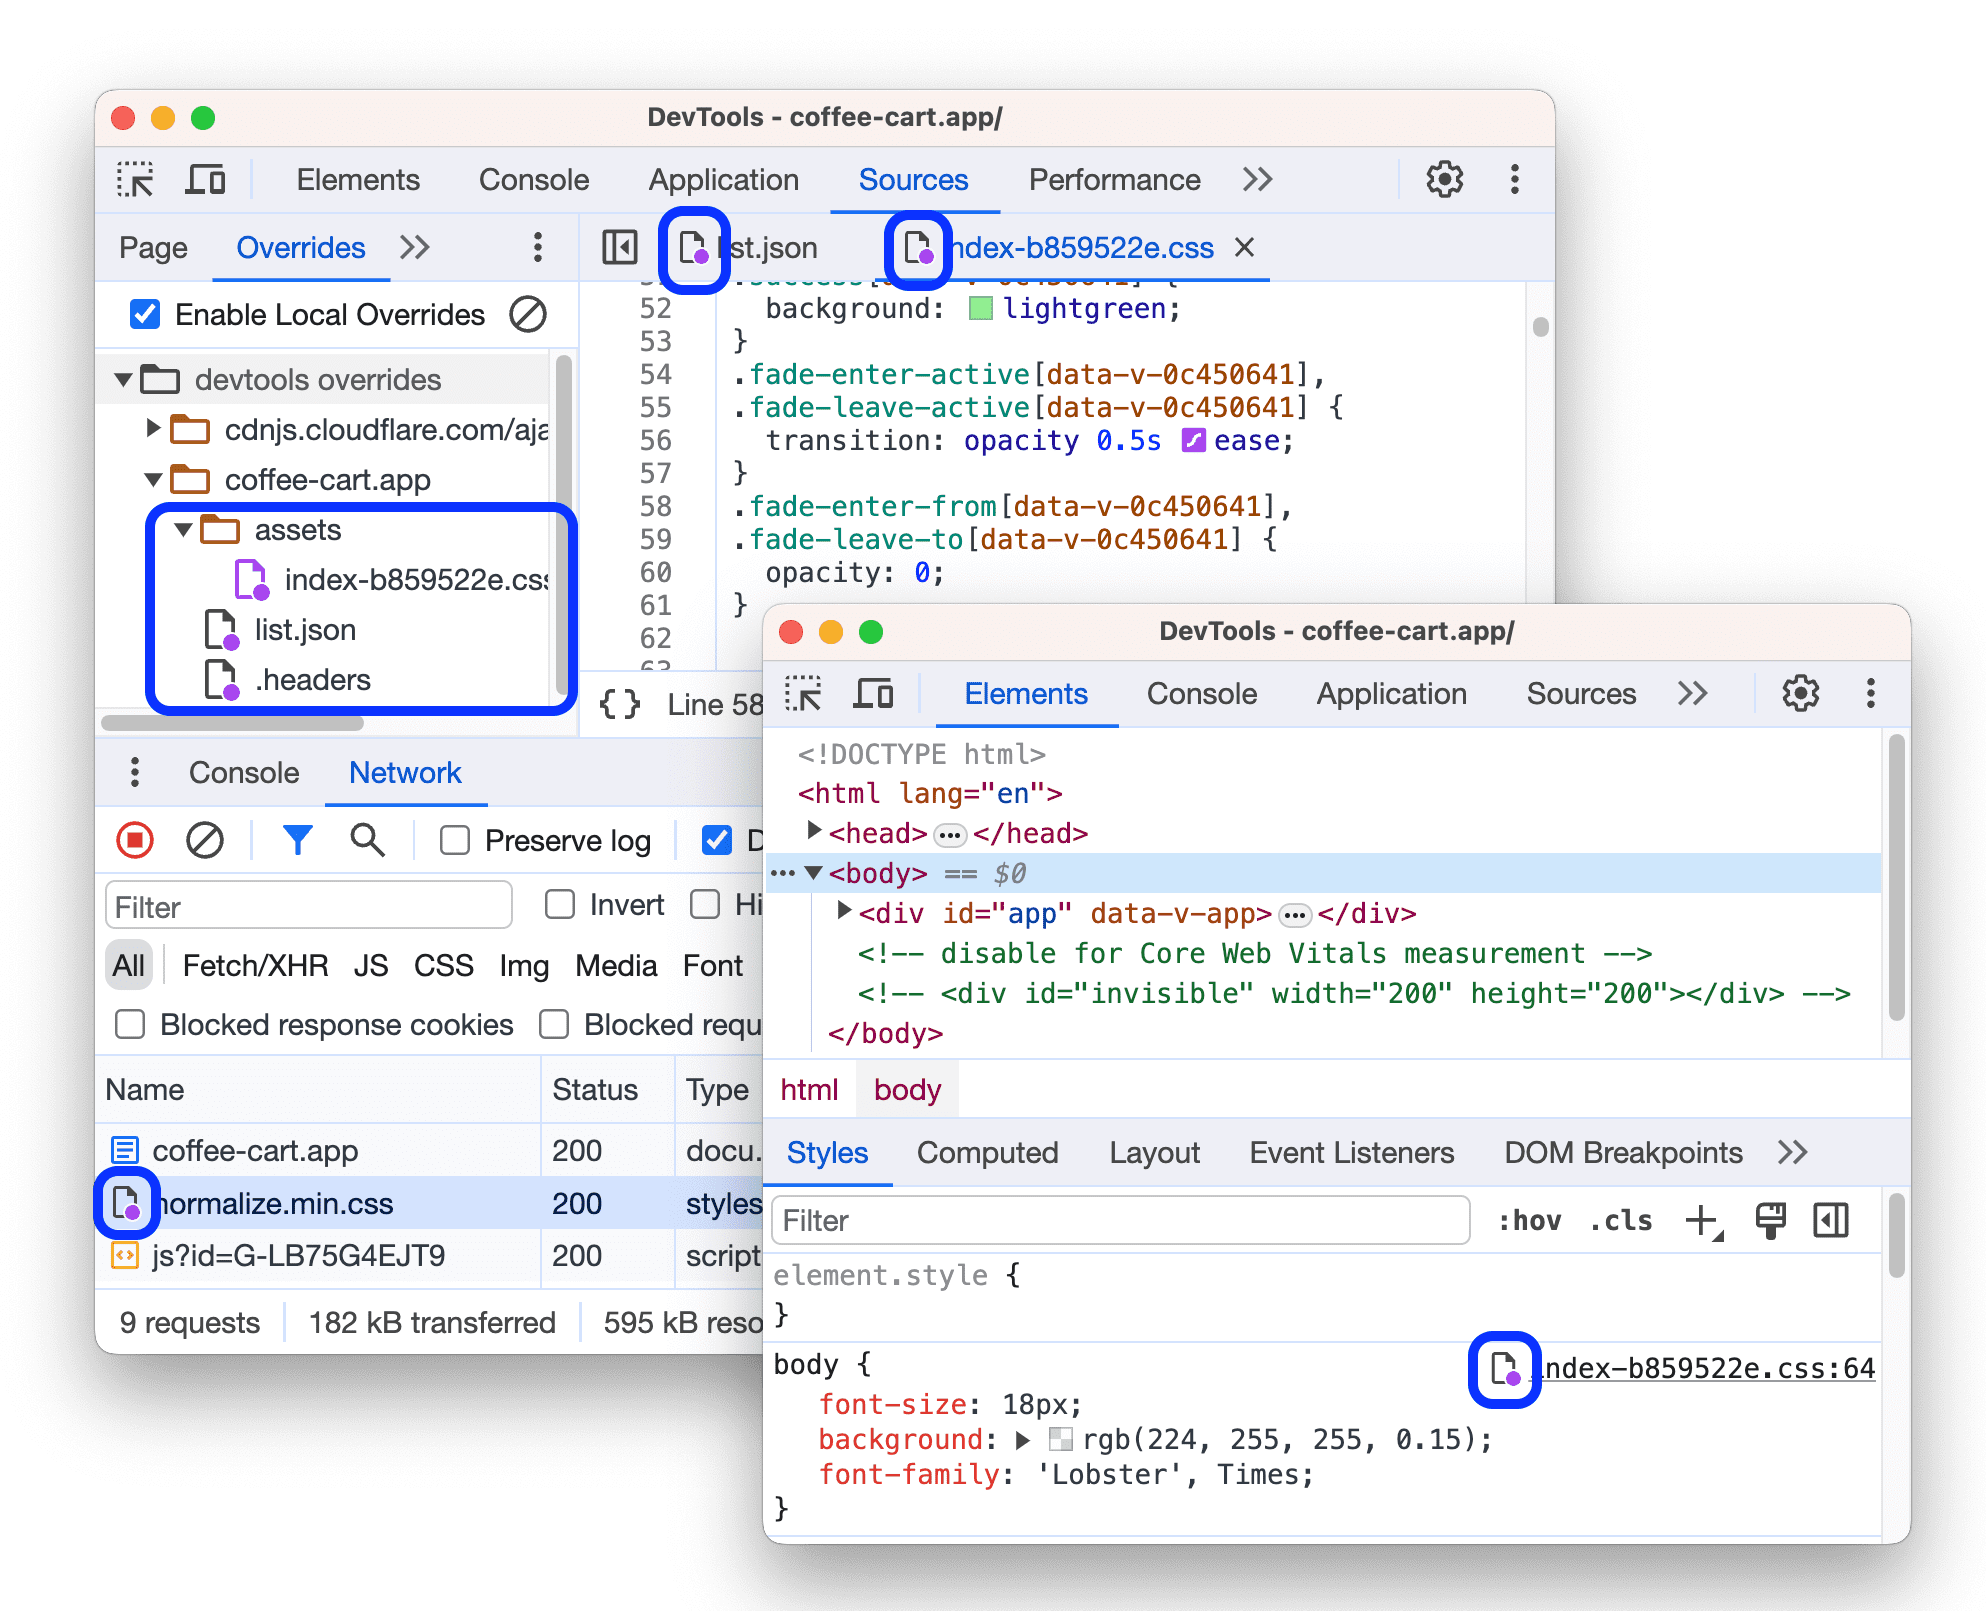 DevTools - coffee-cart.app/
Elements Console Application Sources Performance
Page Overrides
list.json index-b859522e.css
Enable Local Overrides
devtools overrides
cdnjs.cloudflare.com/aja
coffee-cart.app
assets
index-b859522e.css
list.json
.headers
52 background: lightgreen;
53 }
54 .fade-enter-active[data-v-0c450641],
55 .fade-leave-active[data-v-0c450641] {
56 transition: opacity 0.5s ease;
57 }
58 .fade-enter-from[data-v-0c450641],
59 .fade-leave-to[data-v-0c450641] {
60 opacity: 0;
61 }
62
63
{ } Line 58
Console Network
Preserve log D
Filter Invert Hi
All Fetch/XHR JS CSS Img Media Font
Blocked response cookies Blocked requ
Name Status Type
coffee-cart.app 200 docu.
normalize.min.css 200 styles
js?id=G-LB75G4EJT9 200 script
9 requests 182 kB transferred 595 kB reso
DevTools - coffee-cart.app/
Elements Console Application Sources
<!DOCTYPE html>
<html lang="en">
<head> ••• </head>
••• <body> == $0
<div id="app" data-v-app> ••• </div>
<!-- disable for Core Web Vitals measurement -->
<!-- <div id="invisible" width="200" height="200"></div> -->
</body>
html body
Styles Computed Layout Event Listeners DOM Breakpoints
Filter :hov .cls
element.style {
}
body { index-b859522e.css:64
font-size: 18px;
background: rgb(224, 255, 255, 0.15);
font-family: 'Lobster', Times;
}